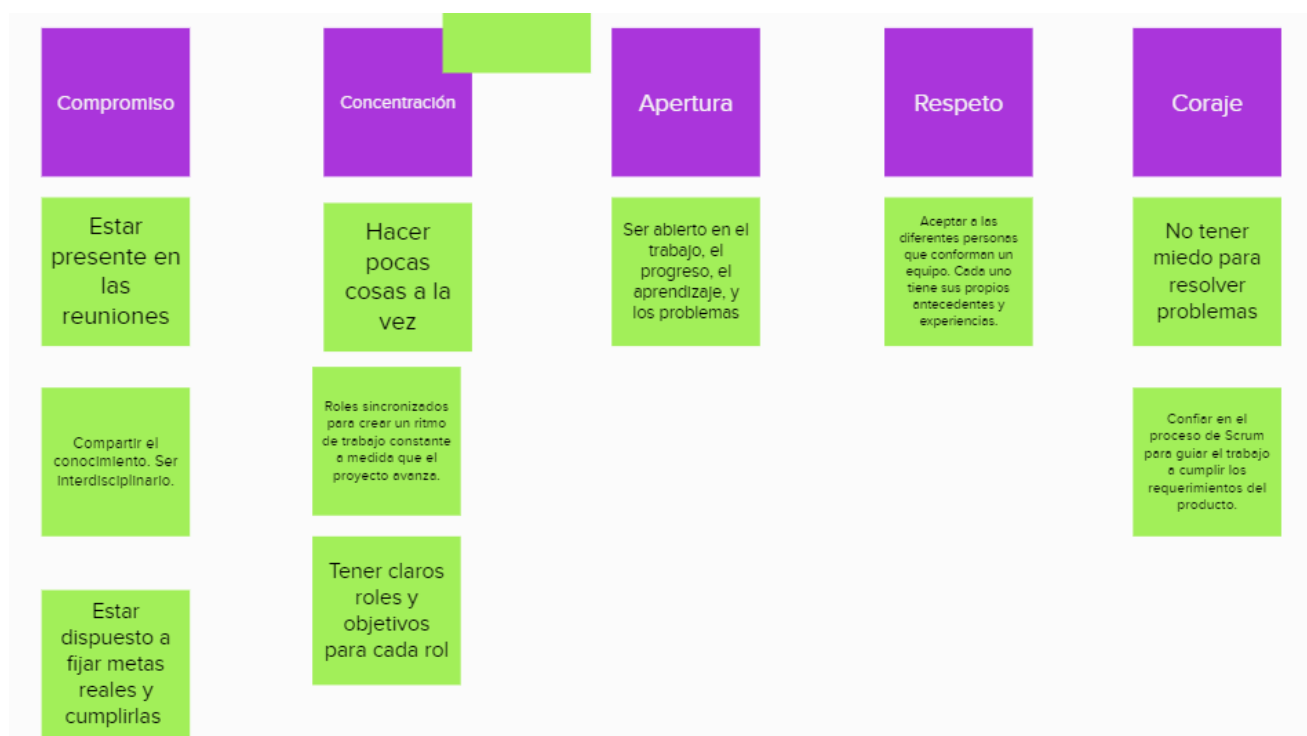 Compromiso
Concentración
Apertura
Respeto
Coraje
Estar
presente en
las
reuniones
Hacer
pocas
cosas a la
vez
Ser abierto en el
trabajo, el
progreso, el
aprendizaje, y
los problemas
Aceptar a las
diferentes personas
que conforman un
equipo. Cada uno
tiene sus propios
antecedentes y
experiencias.
No tener
miedo para
resolver
problemas
Compartir el
conocimiento. Ser
interdisciplinario.
Roles sincronizados
para crear un ritmo
de trabajo constante
a medida que el
proyecto avanza.
Confiar en el
proceso de Scrum
para guiar el trabajo
a cumplir los
requerimientos del
producto.
Estar
dispuesto a
fijar metas
reales y
cumplirlas
Tener claros
roles y
objetivos
para cada rol